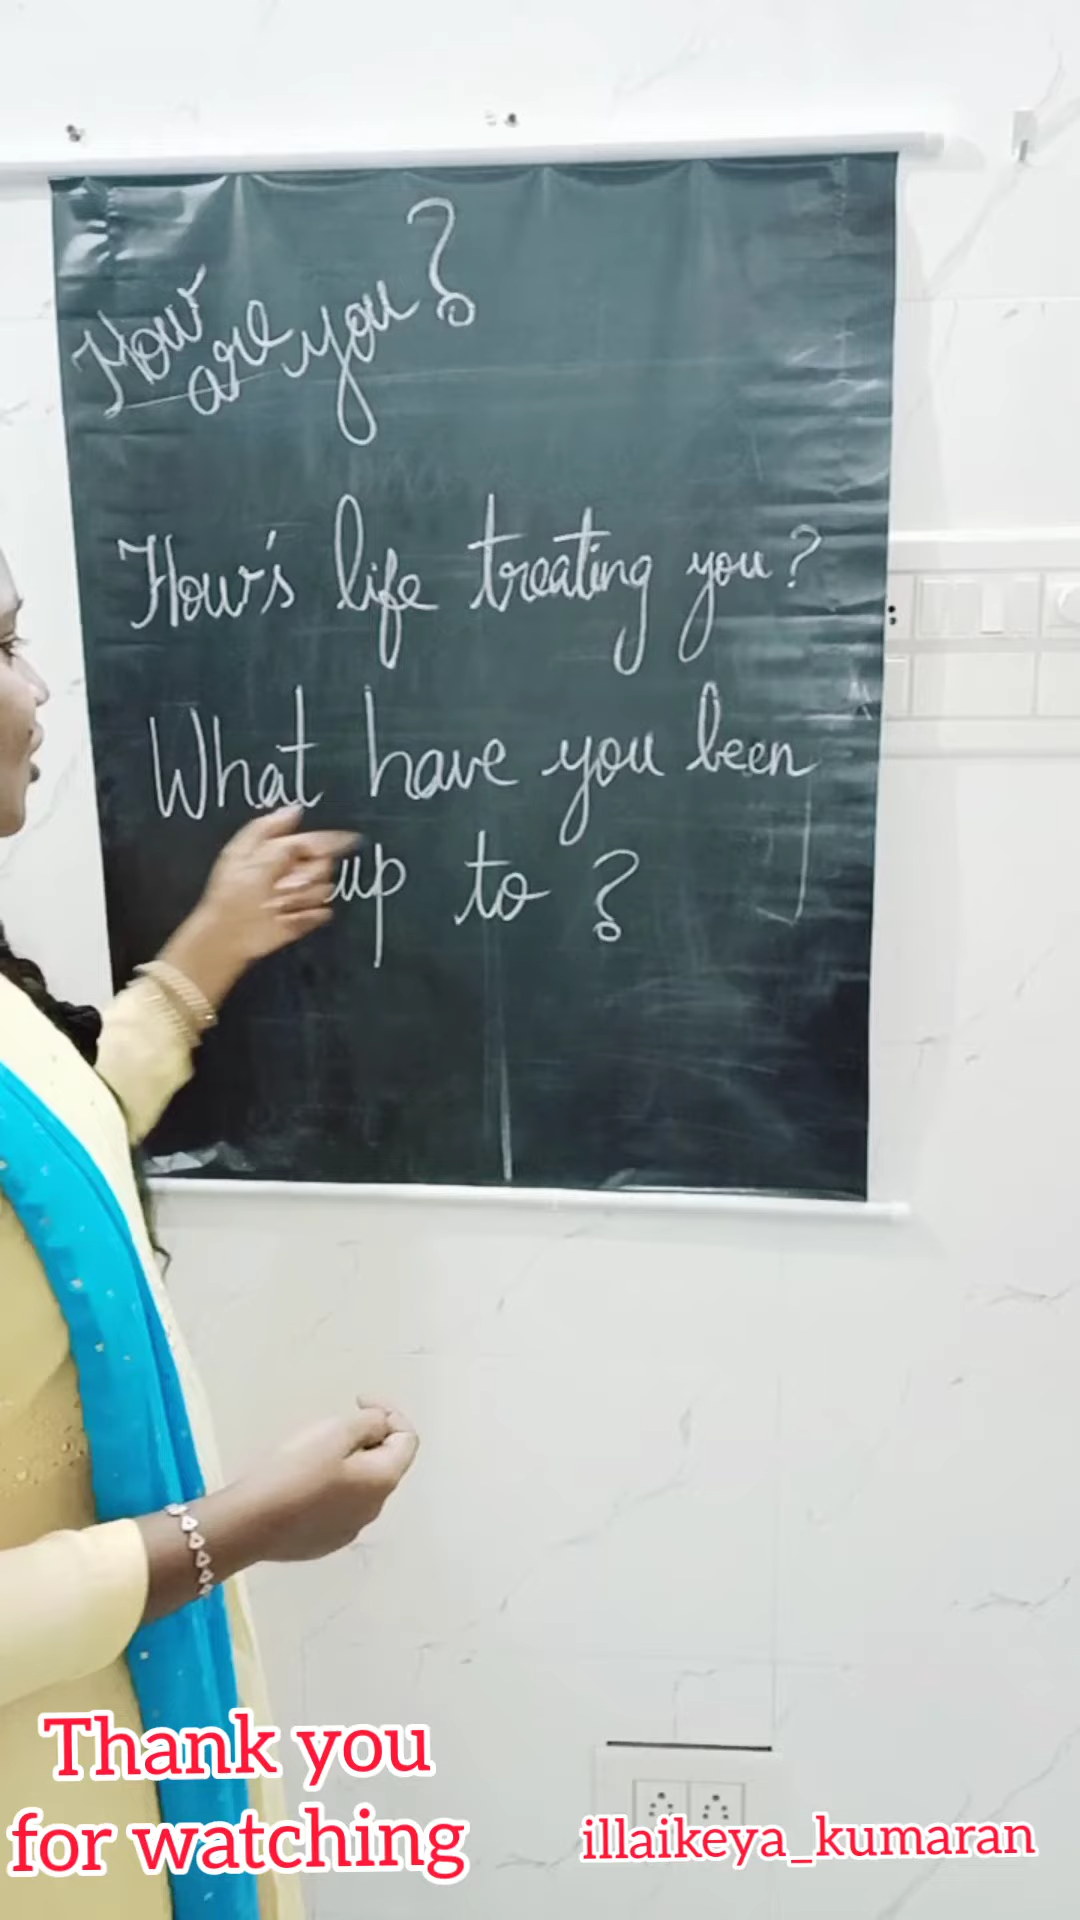 How are you?
How's life treating you?
What have you been
up to?
Thank you
for watching
illaikeya_kumaran